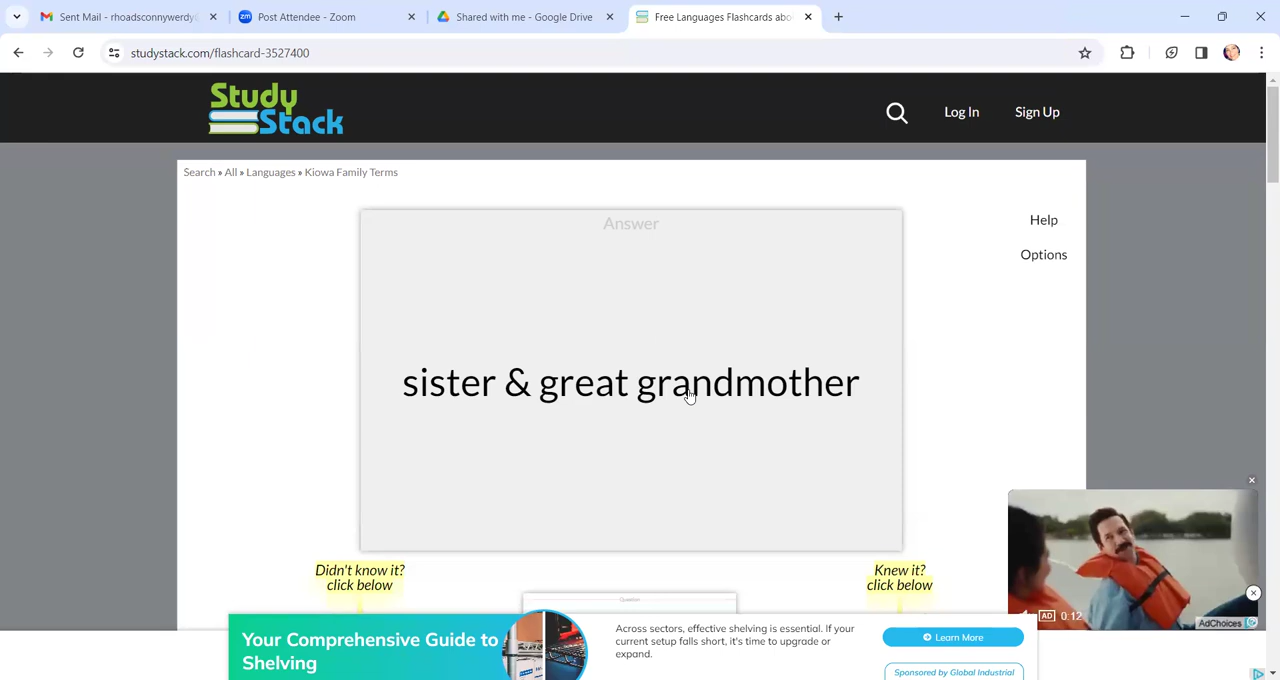 Sent Mail - rhoadsconnywerdy@
Post Attendee - Zoom
Shared with me - Google Drive
Free Languages Flashcards abo
studystack.com/flashcard-3527400
Study
Stack
Log In
Sign Up
Search » All » Languages » Kiowa Family Terms
Answer
Help
Options
sister & great grandmother
Didn't know it?
click below
Knew it?
click below
Question
AD 0:12
AdChoices
Your Comprehensive Guide to
Shelving
Across sectors, effective shelving is essential. If your
current setup falls short, it's time to upgrade or
expand.
Learn More
Sponsored by Global Industrial